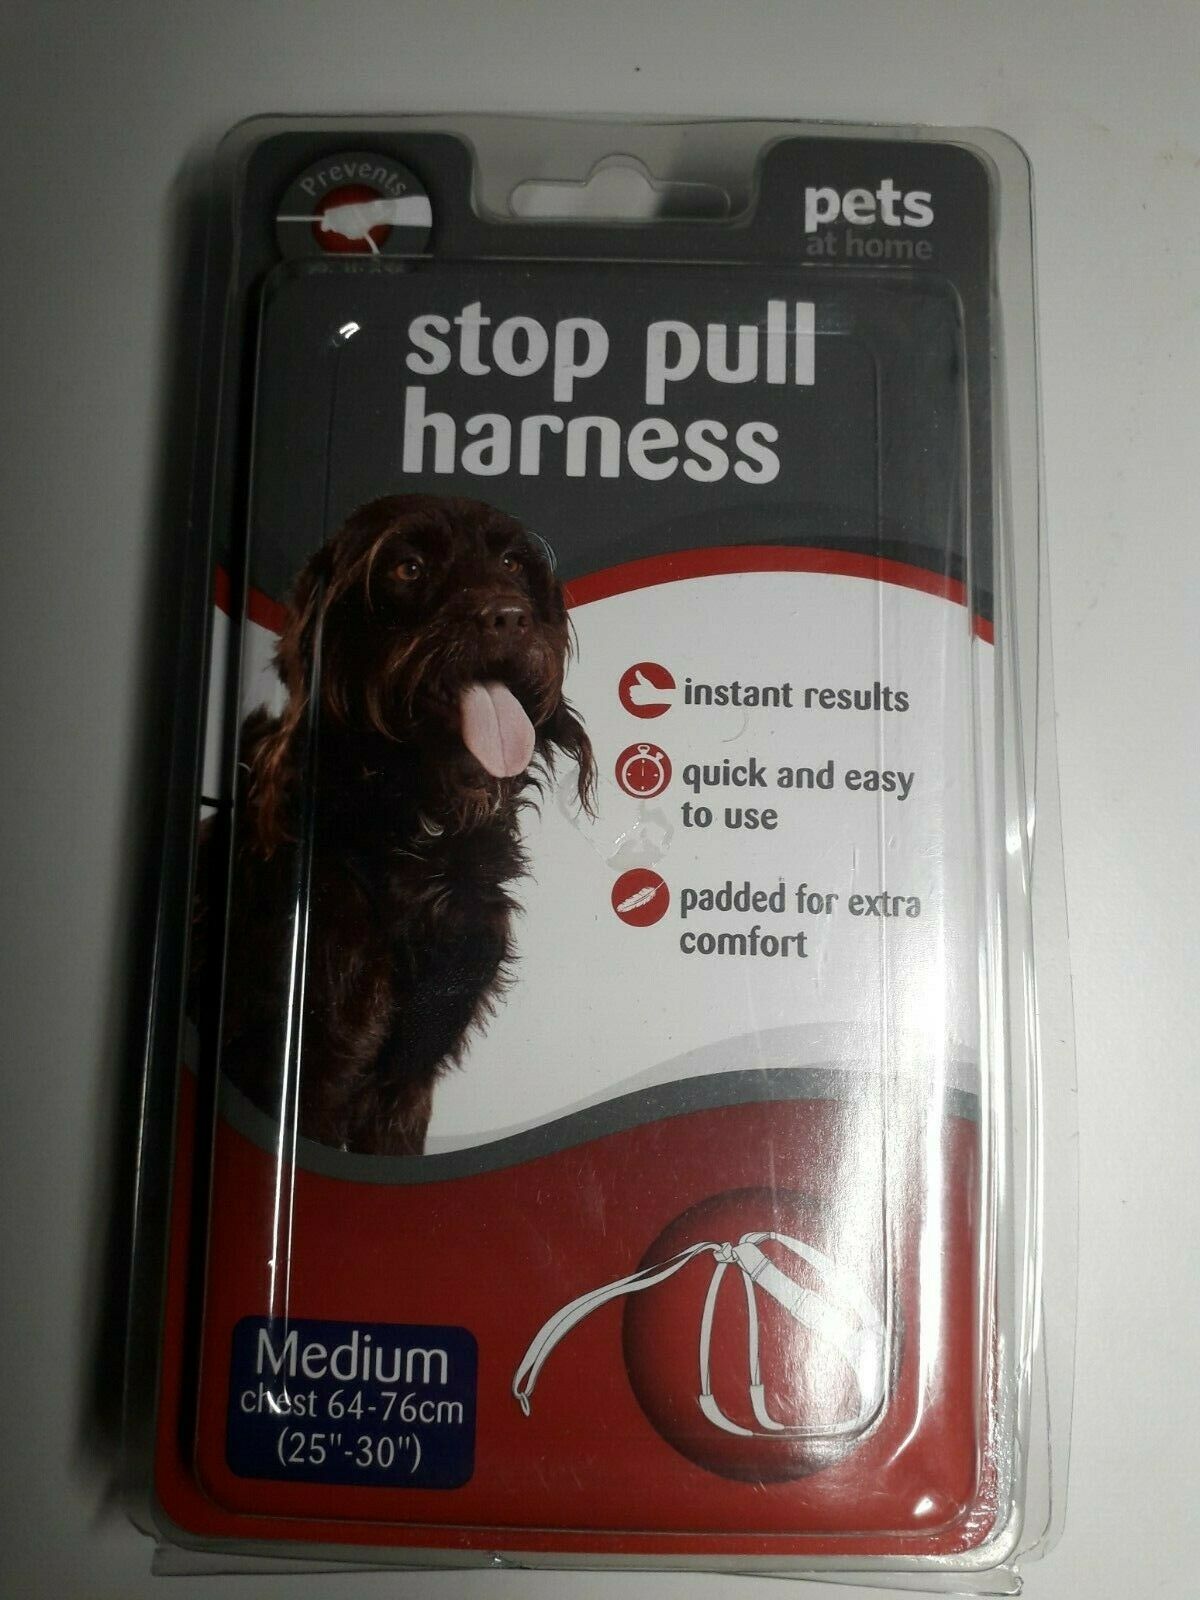 Prevents
pets
at home
stop pull
harness
instant results
quick and easy
to use
padded for extra
comfort
Medium
chest 64-76cm
(25"-30")